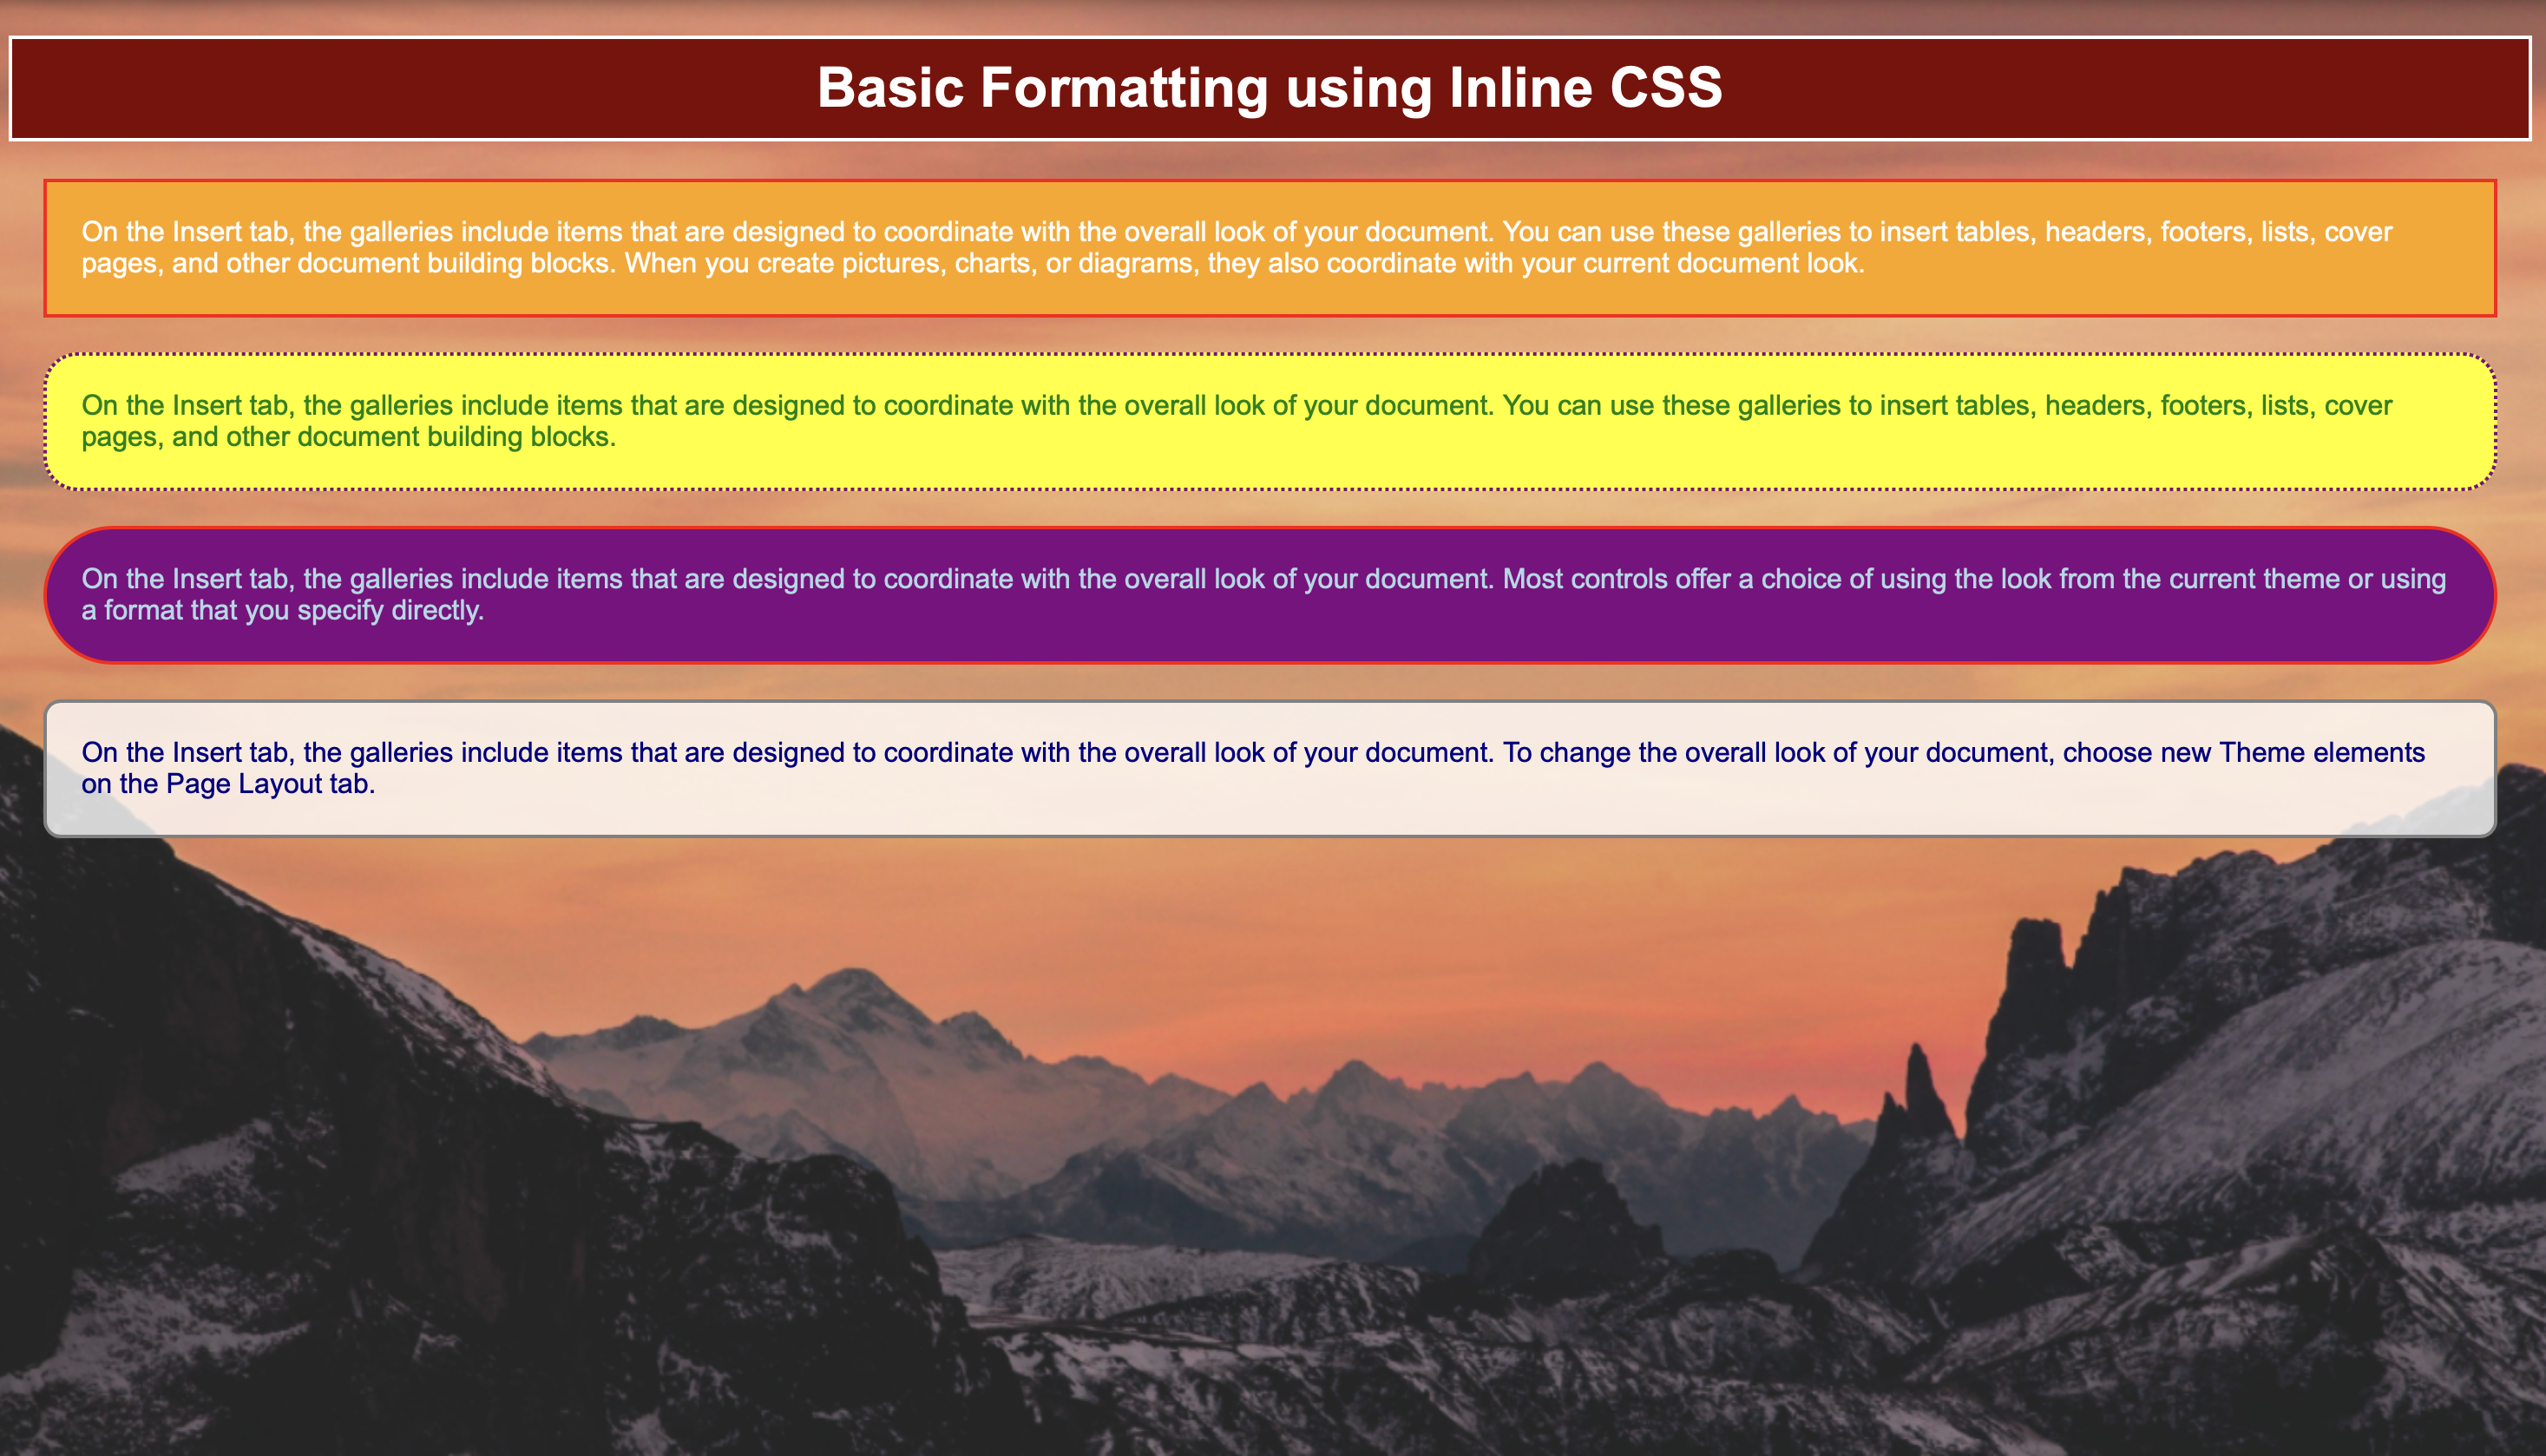 Basic Formatting using Inline CSS
On the Insert tab, the galleries include items that are designed to coordinate with the overall look of your document. You can use these galleries to insert tables, headers, footers, lists, cover
pages, and other document building blocks. When you create pictures, charts, or diagrams, they also coordinate with your current document look.
On the Insert tab, the galleries include items that are designed to coordinate with the overall look of your document. You can use these galleries to insert tables, headers, footers, lists, cover
pages, and other document building blocks.
On the Insert tab, the galleries include items that are designed to coordinate with the overall look of your document. Most controls offer a choice of using the look from the current theme or using
a format that you specify directly.
On the Insert tab, the galleries include items that are designed to coordinate with the overall look of your document. To change the overall look of your document, choose new Theme elements
on the Page Layout tab.